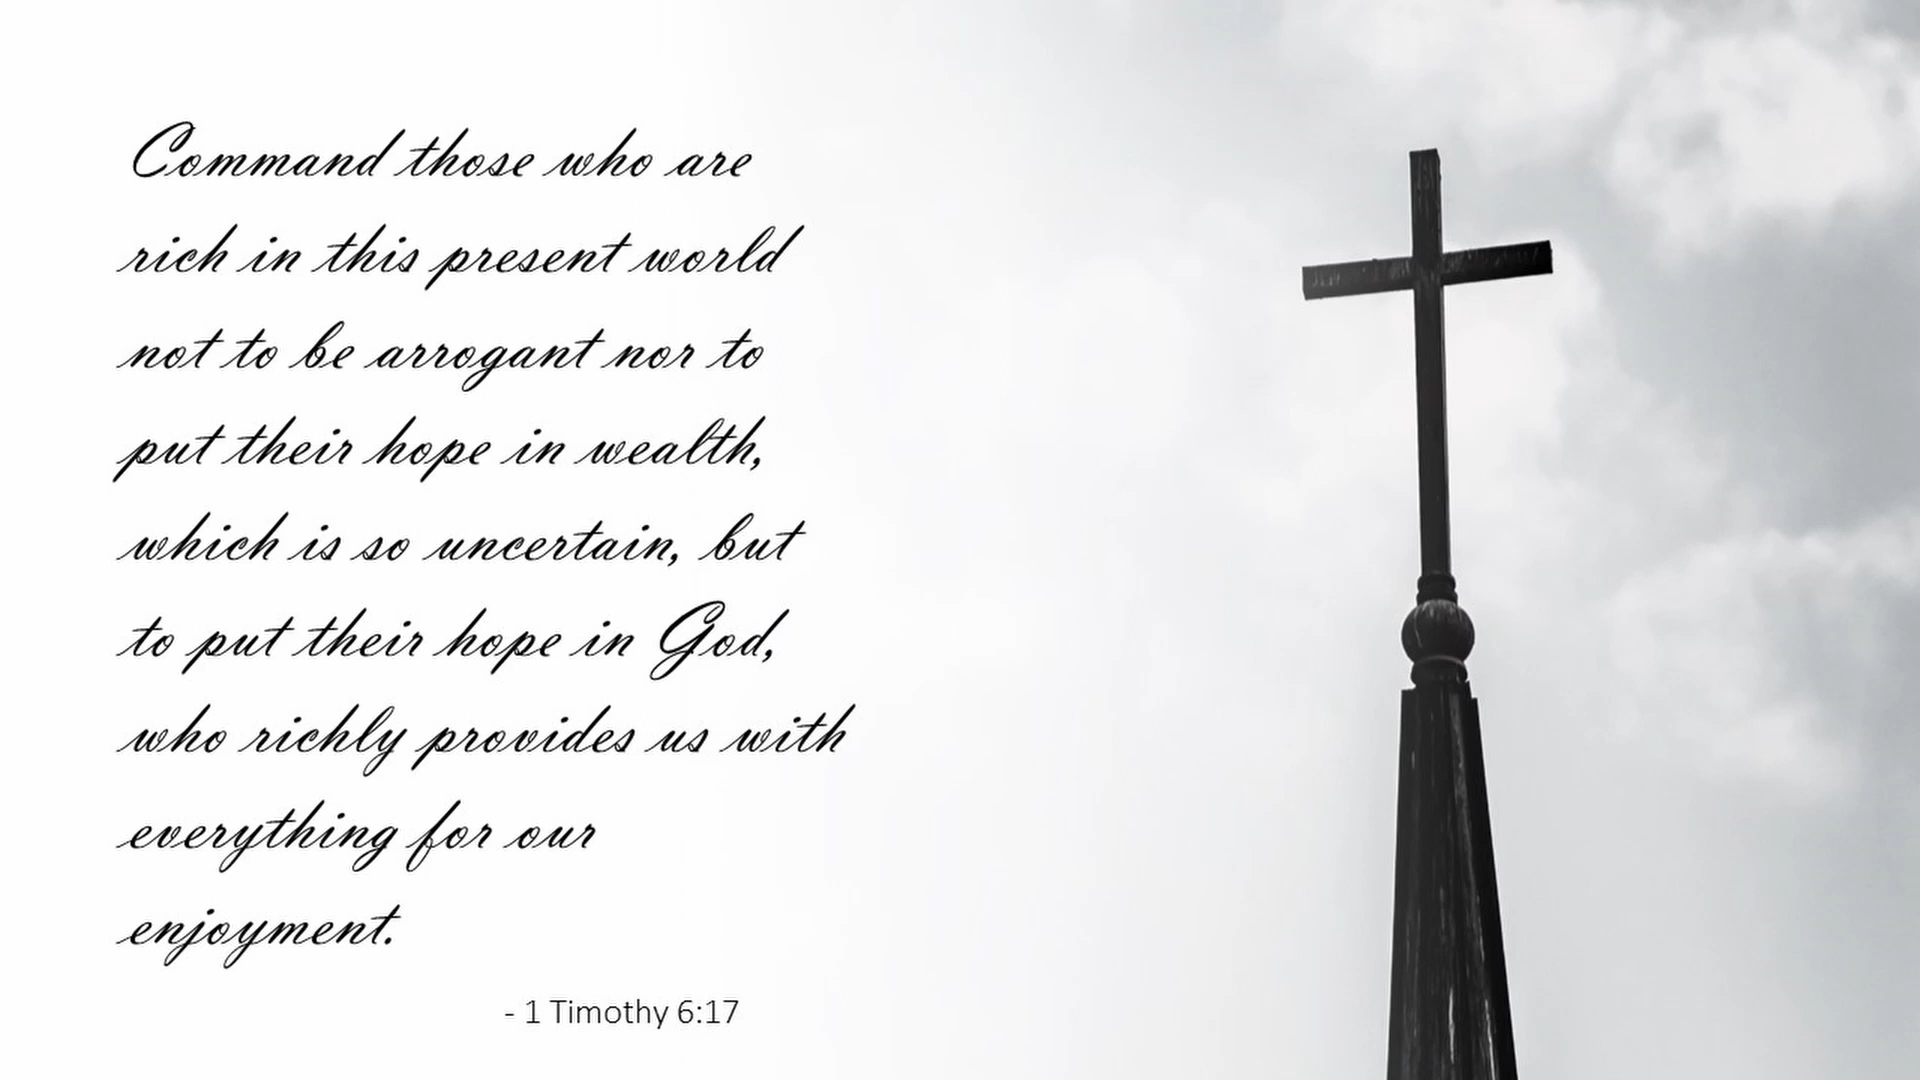 Command those who are
rich in this present world
not to be arrogant nor to
put their hope in wealth,
which is so uncertain, but
to put their hope in God,
who richly provides us with
everything for our
enjoyment.
- 1 Timothy 6:17